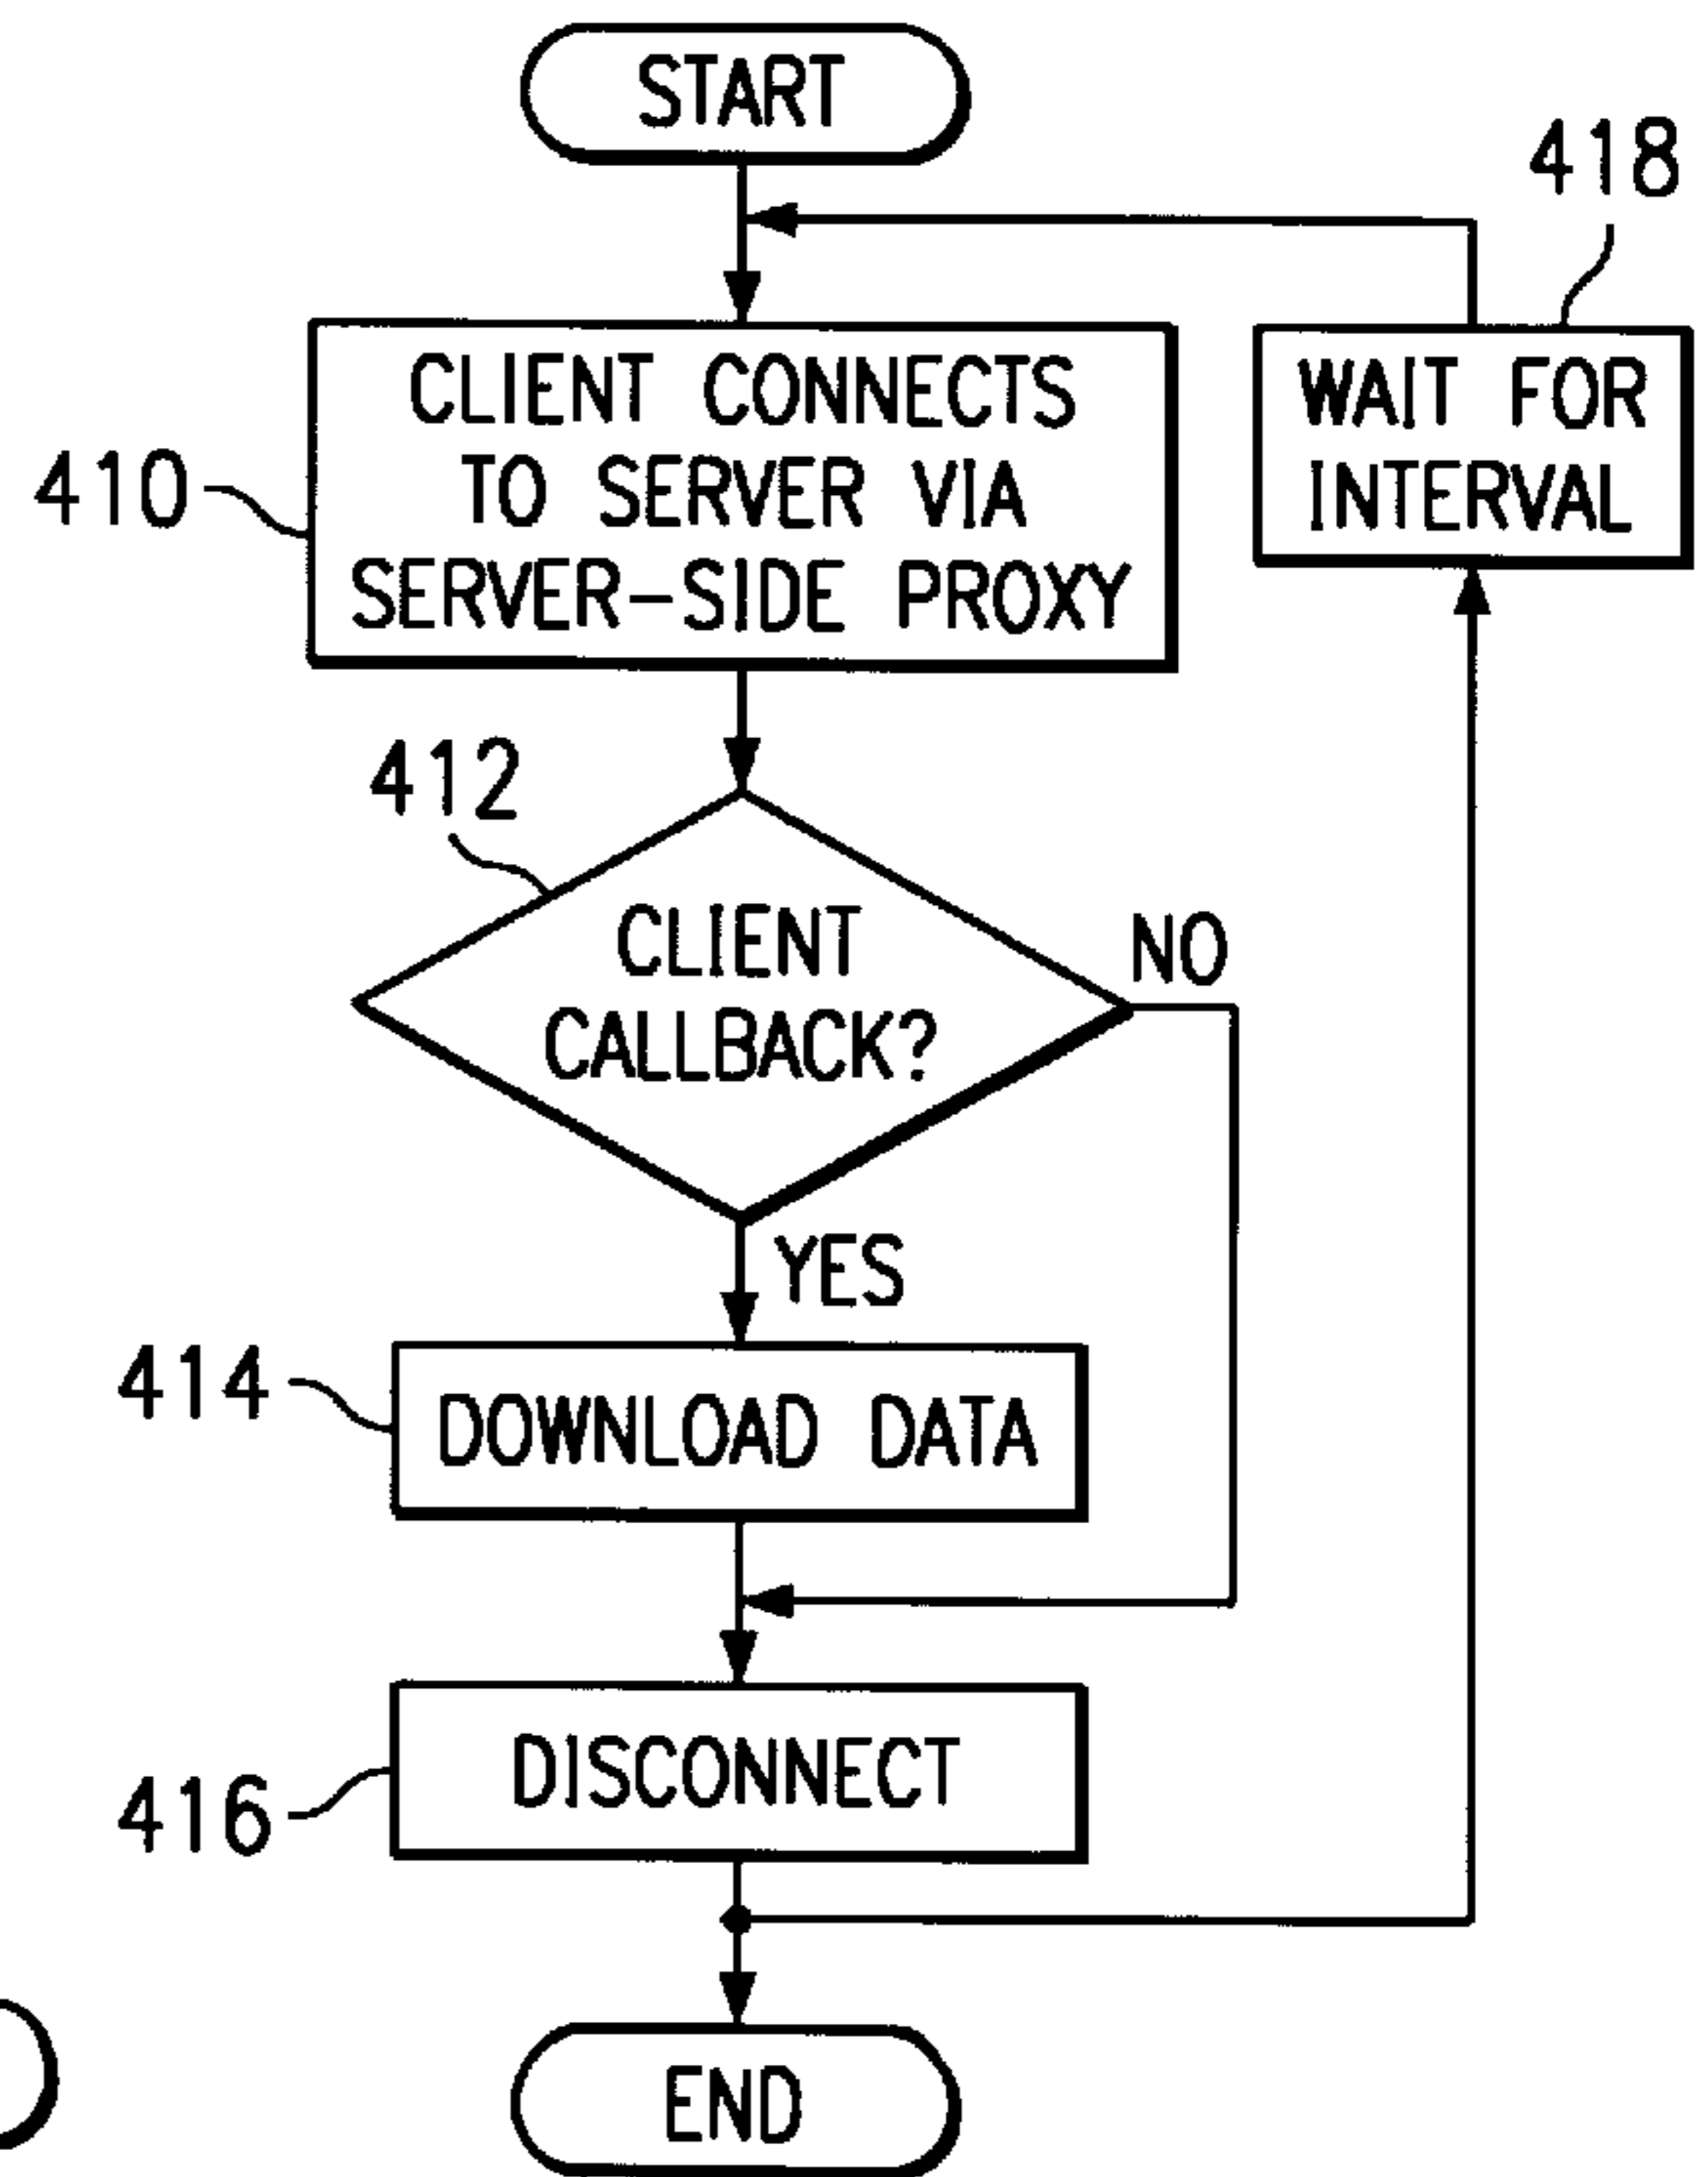 START
418
CLIENT CONNECTS
TO SERVER VIA
SERVER-SIDE PROXY
WAIT FOR
INTERVAL
410
412
CLIENT
CALLBACK?
NO
YES
414
DOWNLOAD DATA
DISCONNECT
416
END